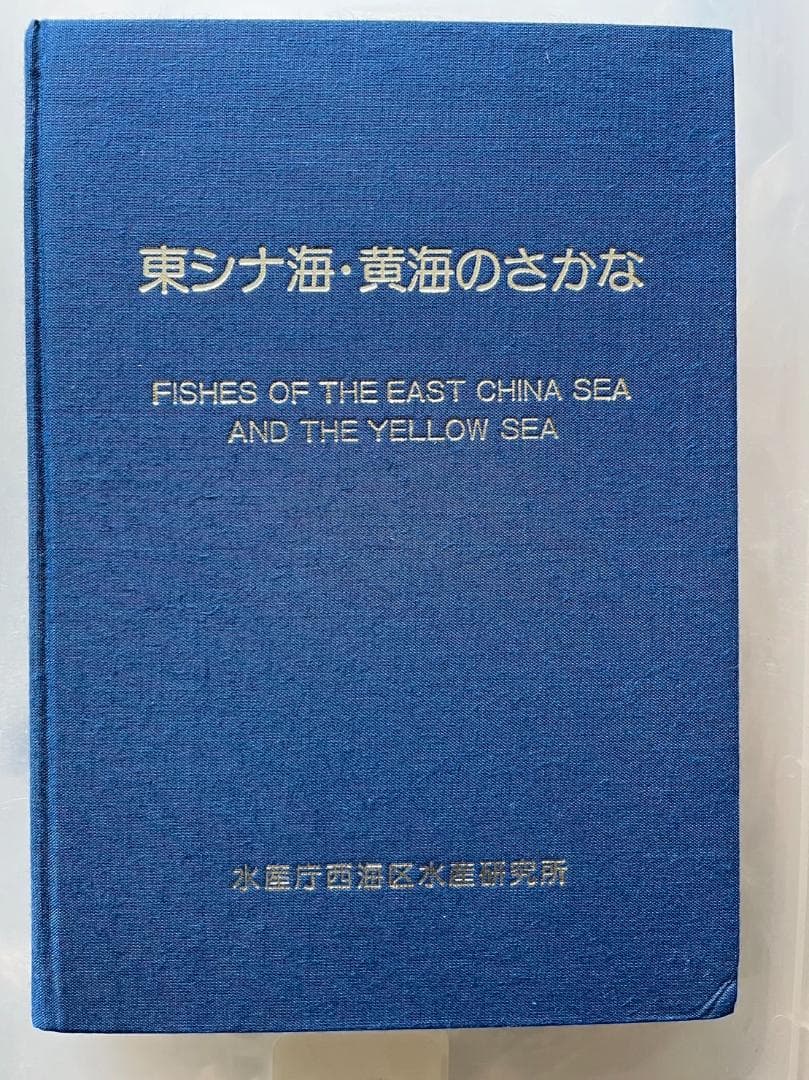 東シナ海・黄海のさかな
FISHES OF THE EAST CHINA SEA
AND THE YELLOW SEA
水産庁西海区水産研究所